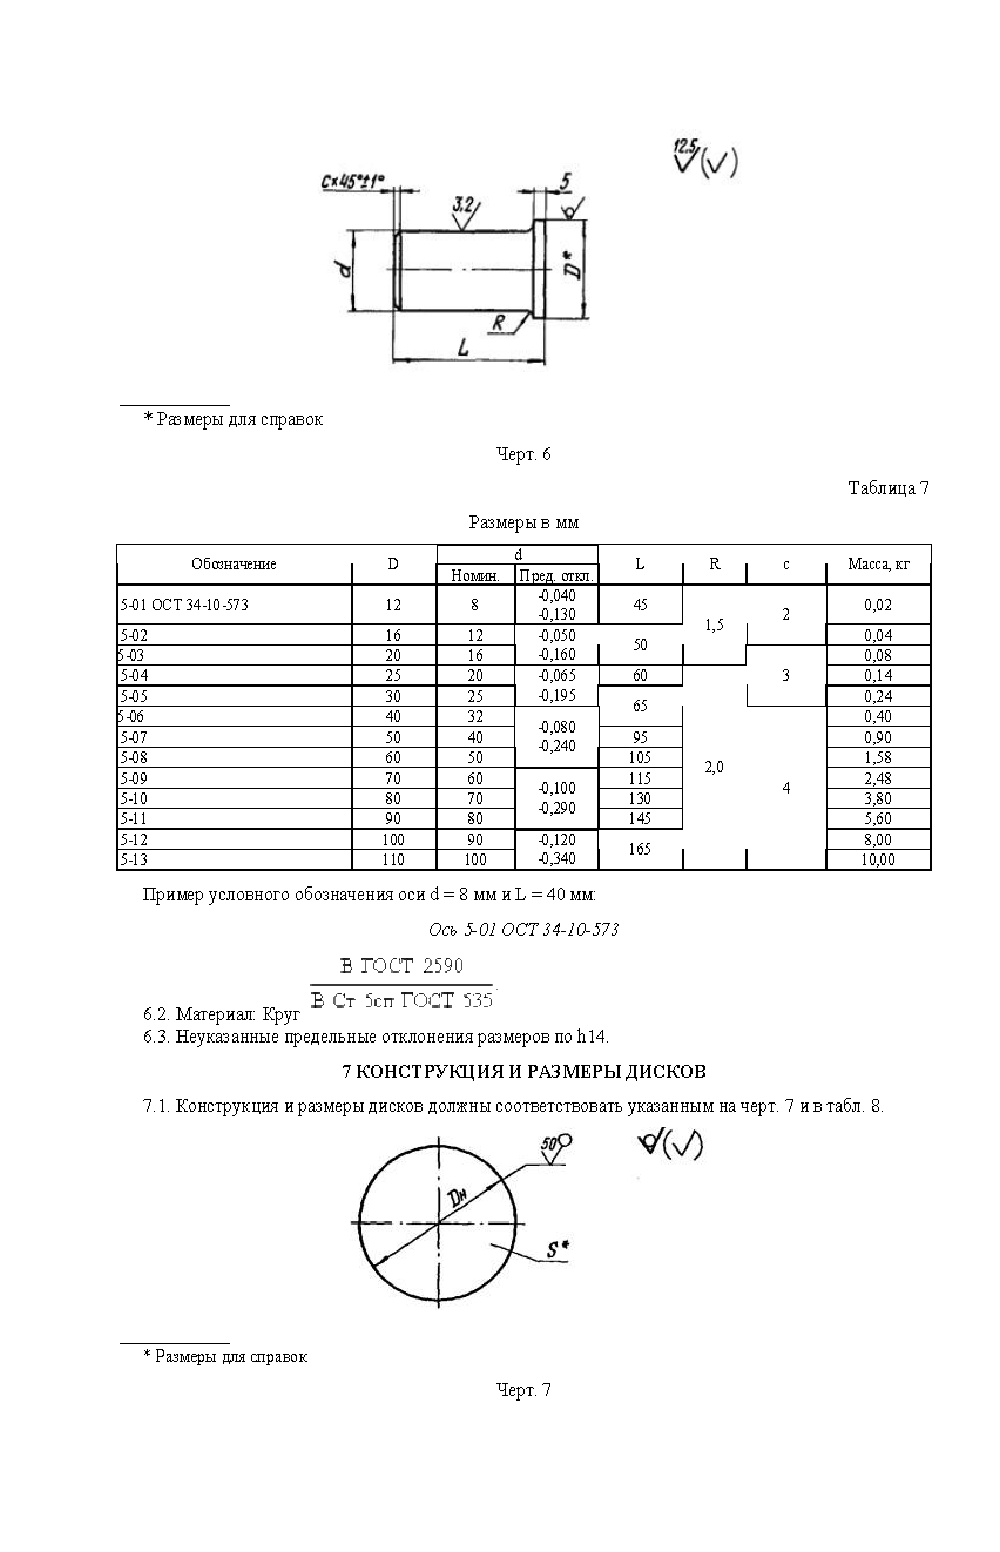 12,5
c×45°±1°
5
3.2
d
D*
R
L
* Размеры для справок
Черт. 6
Таблица 7
Размеры в мм
Обозначение D d L R c Масса, кг
Номин. Пред. откл.
5-01 ОСТ 34-10-573 12 8 -0,040 -0,130 45 1,5 2 0,02
5-02 16 12 -0,050 50 0,04
5-03 20 16 -0,160 3 0,08
5-04 25 20 -0,065 60 2,0 0,14
5-05 30 25 -0,195 65 0,24
5-06 40 32 -0,080 4 0,40
5-07 50 40 -0,240 95 0,90
5-08 60 50 105 1,58
5-09 70 60 -0,100 115 2,48
5-10 80 70 -0,290 130 3,80
5-11 90 80 145 5,60
5-12 100 90 -0,120 165 8,00
5-13 110 100 -0,340 10,00
Пример условного обозначения оси d = 8 мм и L = 40 мм:
Ось 5-01 ОСТ 34-10-573
В ГОСТ 2590
6.2. Материал: Круг В Ст 5сп ГОСТ 535.
6.3. Неуказанные предельные отклонения размеров по h14.
7 КОНСТРУКЦИЯ И РАЗМЕРЫ ДИСКОВ
7.1. Конструкция и размеры дисков должны соответствовать указанным на черт. 7 и в табл. 8.
50
Dн
S*
* Размеры для справок
Черт. 7